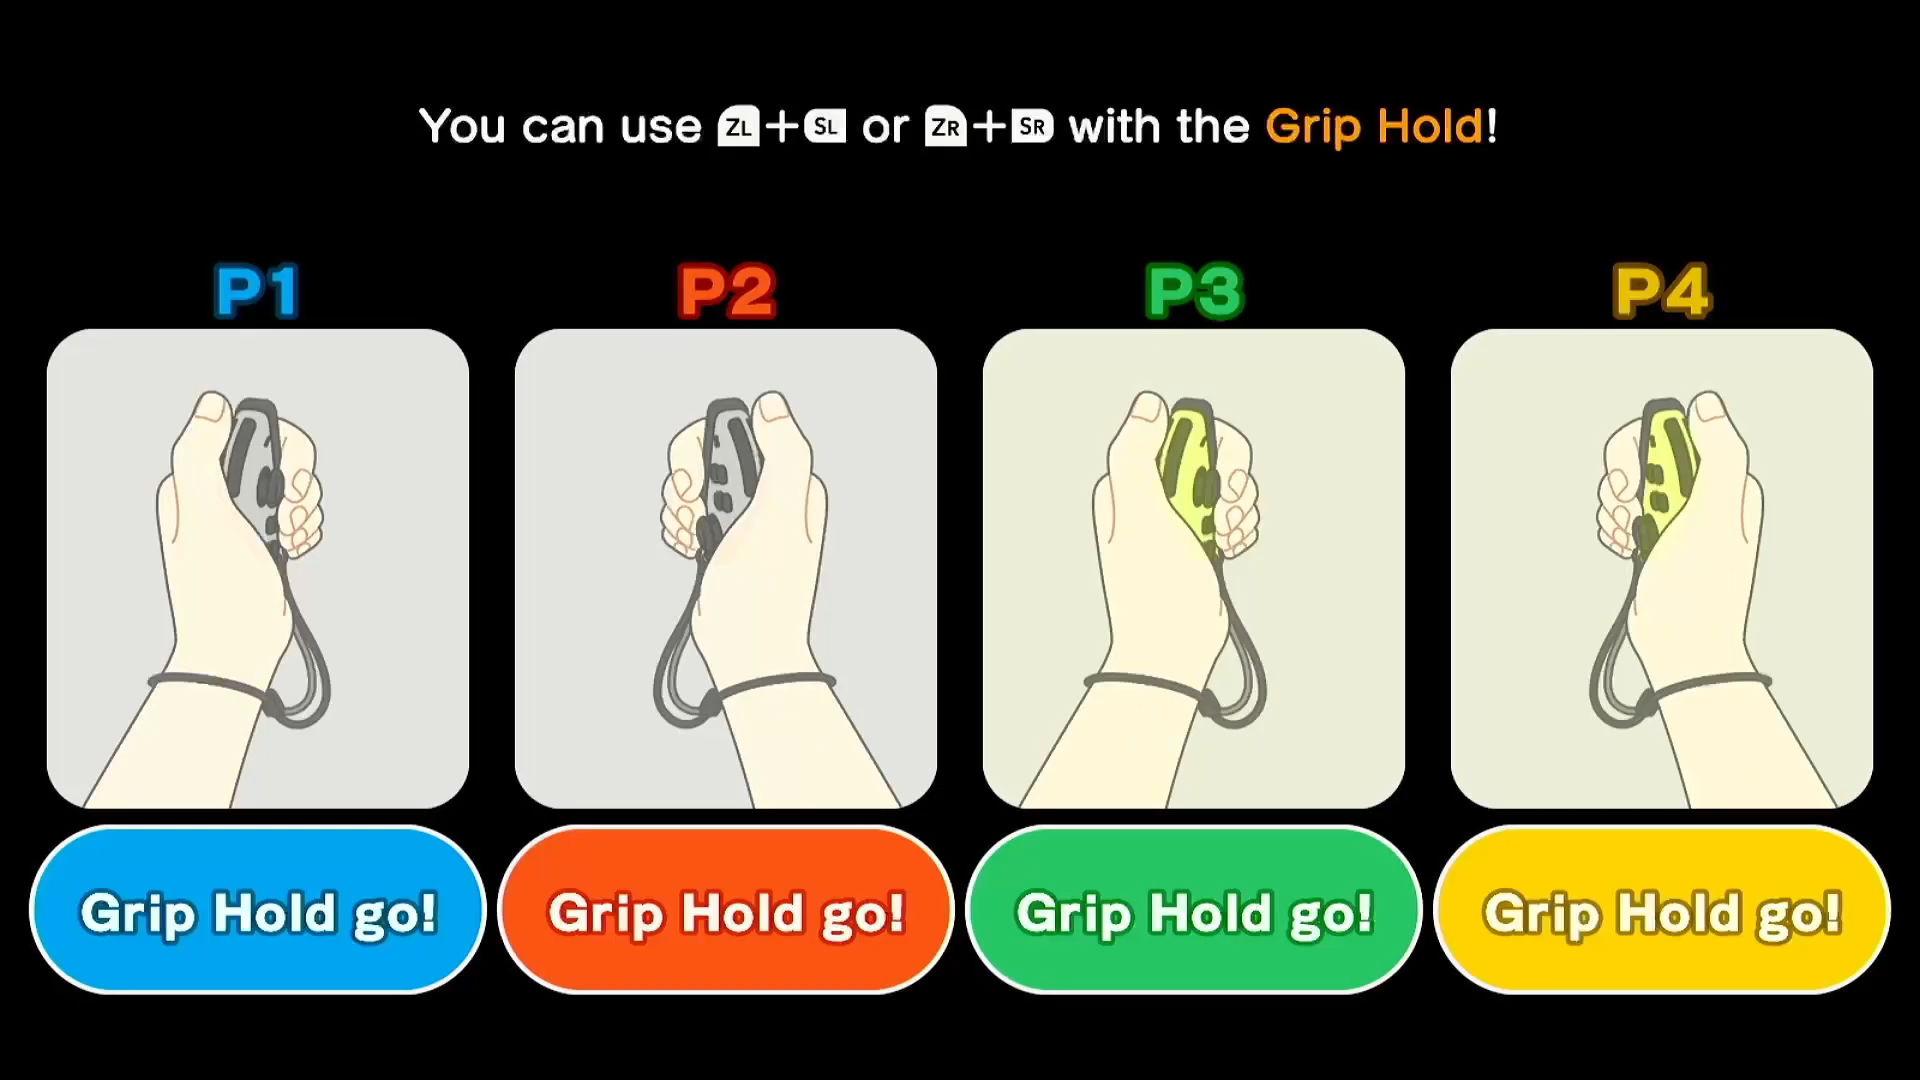 You can use ZL+SL or ZR+SR with the Grip Hold!
P1 P2 P3 P4
Grip Hold go! Grip Hold go! Grip Hold go! Grip Hold go!